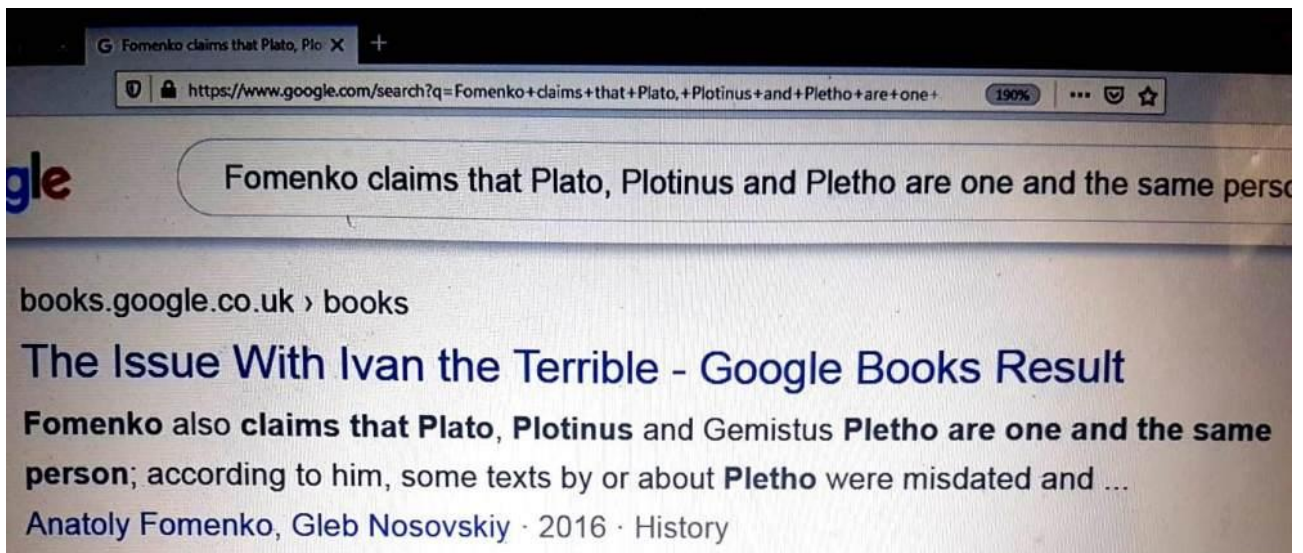 G Fomenko claims that Plato, Plo X +
https://www.google.com/search?q=Fomenko+claims+that+Plato,+Plotinus+and+Pletho+are+one+ 190% ...
gle Fomenko claims that Plato, Plotinus and Pletho are one and the same perso
books.google.co.uk › books
The Issue With Ivan the Terrible - Google Books Result
Fomenko also claims that Plato, Plotinus and Gemistus Pletho are one and the same
person; according to him, some texts by or about Pletho were misdated and ...
Anatoly Fomenko, Gleb Nosovskiy · 2016 · History